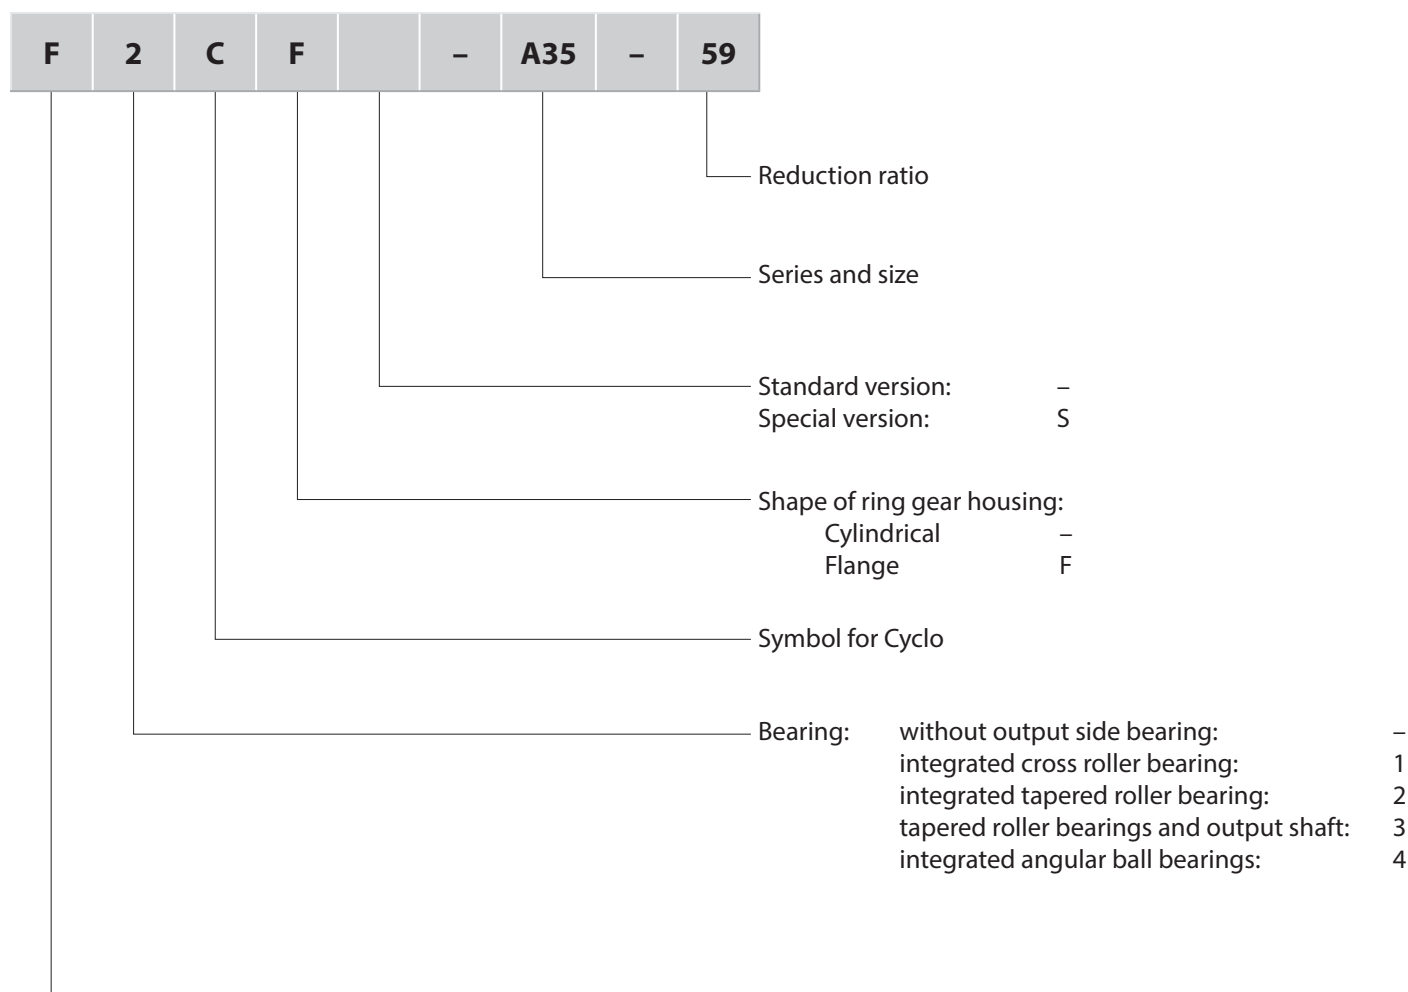 F 2 C F – A35 – 59
Reduction ratio
Series and size
Standard version: –
Special version: S
Shape of ring gear housing:
Cylindrical –
Flange F
Symbol for Cyclo
Bearing: without output side bearing: –
integrated cross roller bearing: 1
integrated tapered roller bearing: 2
tapered roller bearings and output shaft: 3
integrated angular ball bearings: 4